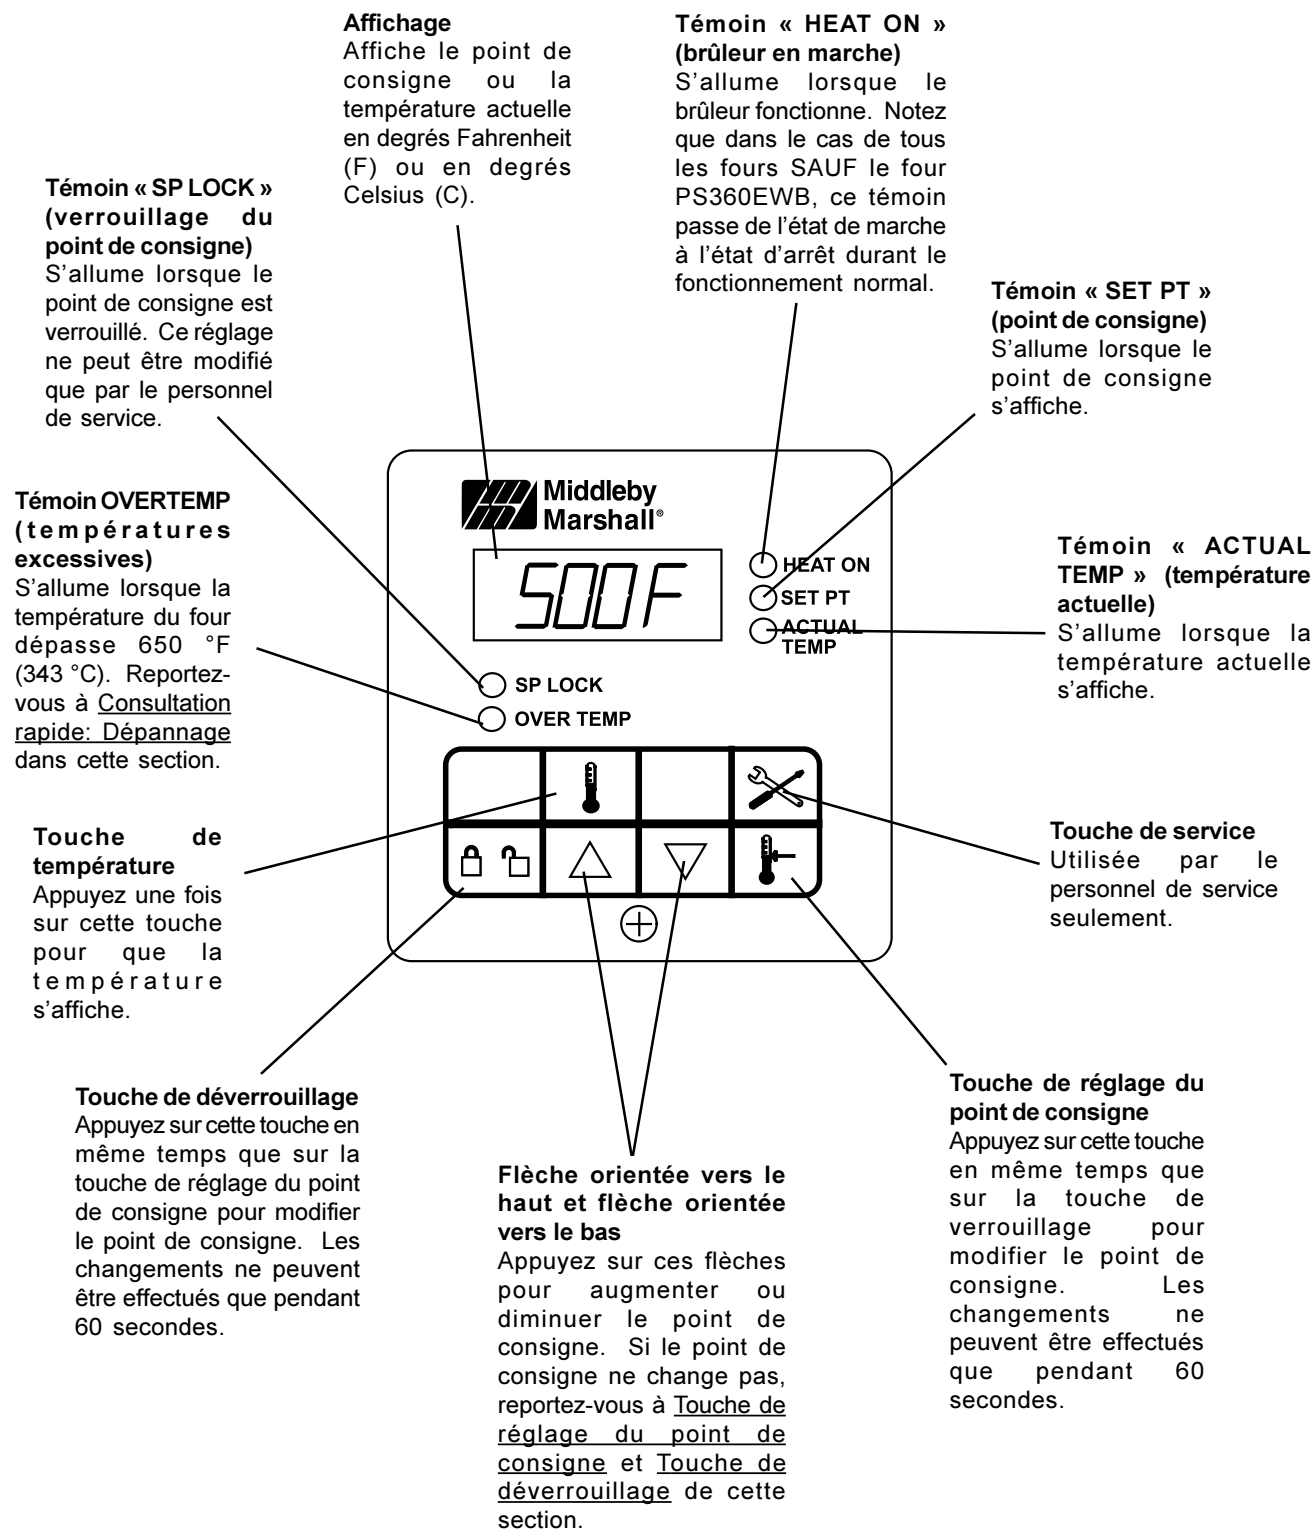 Affichage
Affiche le point de
consigne ou la
température actuelle
en degrés Fahrenheit
(F) ou en degrés
Celsius (C).
Témoin « HEAT ON »
(brûleur en marche)
S'allume lorsque le
brûleur fonctionne. Notez
que dans le cas de tous
les fours SAUF le four
PS360EWB, ce témoin
passe de l'état de marche
à l'état d'arrêt durant le
fonctionnement normal.
Témoin « SP LOCK »
(verrouillage du
point de consigne)
S'allume lorsque le
point de consigne est
verrouillé. Ce réglage
ne peut être modifié
que par le personnel
de service.
Témoin « SET PT »
(point de consigne)
S'allume lorsque le
point de consigne
s'affiche.
Témoin OVERTEMP
(températures
excessives)
S'allume lorsque la
température du four
dépasse 650 °F
(343 °C). Reportez-
vous à Consultation
rapide: Dépannage
dans cette section.
Middleby
Marshall®
500F
HEAT ON
SET PT
ACTUAL
TEMP
SP LOCK
OVER TEMP
Témoin « ACTUAL
TEMP » (température
actuelle)
S'allume lorsque la
température actuelle
s'affiche.
Touche de
température
Appuyez une fois
sur cette touche
pour que la
température
s'affiche.
Touche de service
Utilisée par le
personnel de service
seulement.
Touche de déverrouillage
Appuyez sur cette touche en
même temps que sur la
touche de réglage du point
de consigne pour modifier
le point de consigne. Les
changements ne peuvent
être effectués que pendant
60 secondes.
Flèche orientée vers le
haut et flèche orientée
vers le bas
Appuyez sur ces flèches
pour augmenter ou
diminuer le point de
consigne. Si le point de
consigne ne change pas,
reportez-vous à Touche de
réglage du point de
consigne et Touche de
déverrouillage de cette
section.
Touche de réglage du
point de consigne
Appuyez sur cette touche
en même temps que
sur la touche de
verrouillage pour
modifier le point de
consigne. Les
changements ne
peuvent être effectués
que pendant 60
secondes.